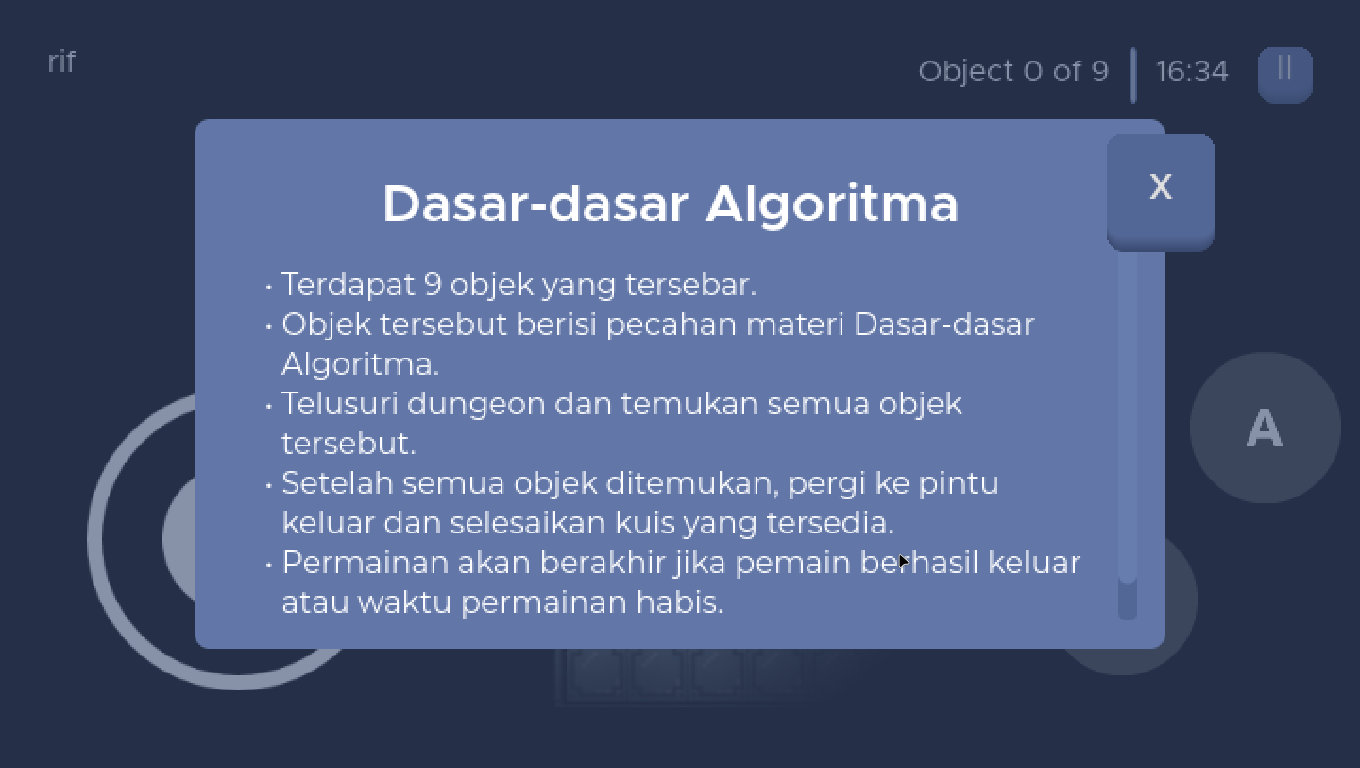 rif
Object 0 of 9
16:34
||
X
Dasar-dasar Algoritma
• Terdapat 9 objek yang tersebar.
• Objek tersebut berisi pecahan materi Dasar-dasar
Algoritma.
• Telusuri dungeon dan temukan semua objek
tersebut.
• Setelah semua objek ditemukan, pergi ke pintu
keluar dan selesaikan kuis yang tersedia.
• Permainan akan berakhir jika pemain berhasil keluar
atau waktu permainan habis.
A